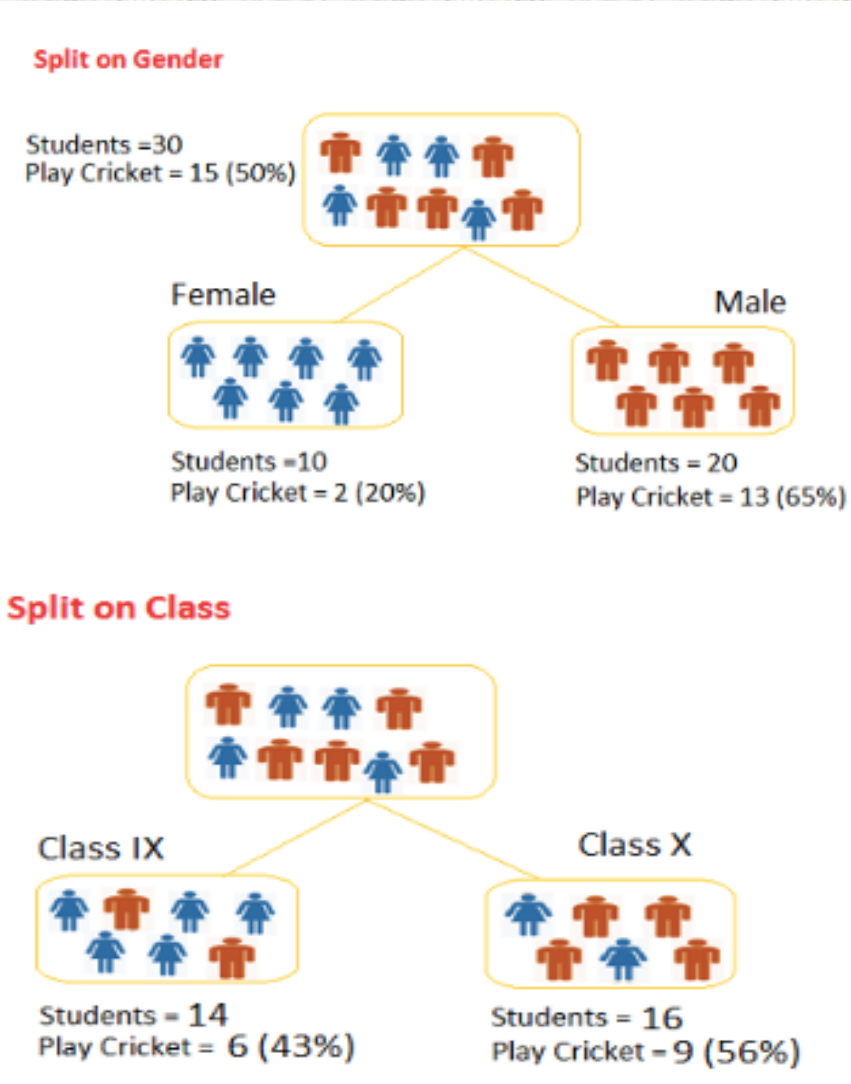 Split on Gender
Students =30
Play Cricket = 15 (50%)
Female
Male
Students =10
Play Cricket = 2 (20%)
Students = 20
Play Cricket = 13 (65%)
Split on Class
Class IX
Class X
Students = 14
Play Cricket = 6 (43%)
Students = 16
Play Cricket = 9 (56%)